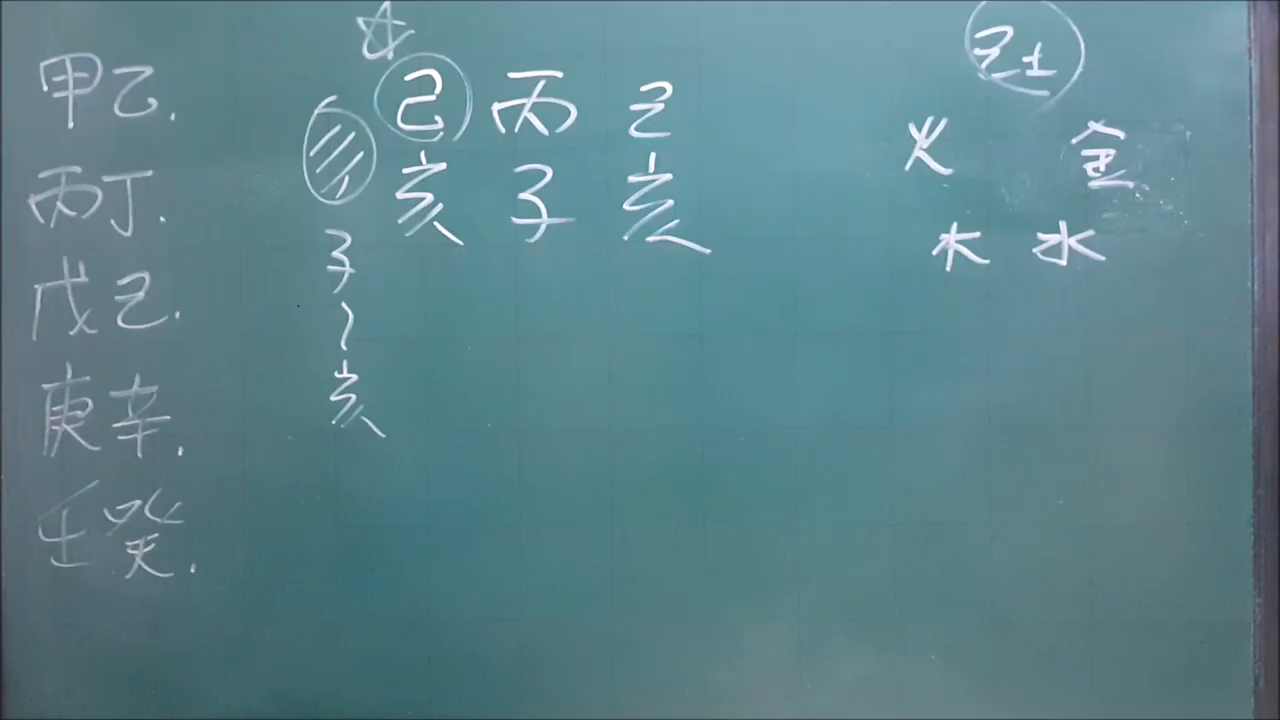 甲乙.
丙丁.
戊己.
庚辛.
壬癸.
己丙己
亥子亥
子
~
亥
己土
火 金
木 水